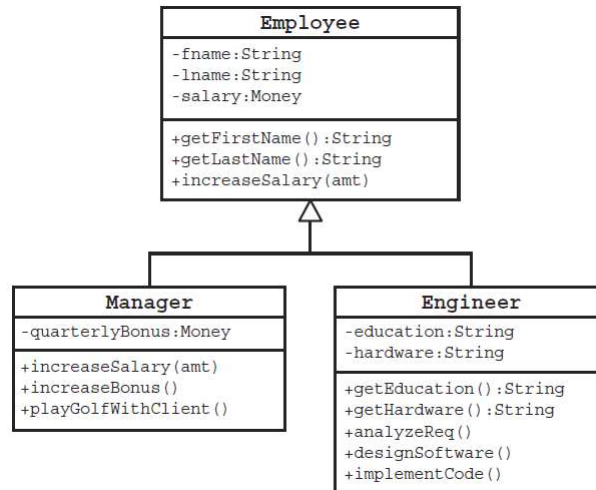 Employee
-fname:String
-lname:String
-salary:Money
+getFirstName():String
+getLastName():String
+increaseSalary(amt)
Manager
-quarterlyBonus:Money
+increaseSalary(amt)
+increaseBonus()
+playGolfWithClient()
Engineer
-education:String
-hardware:String
+getEducation():String
+getHardware():String
+analyzeReq()
+designSoftware()
+implementCode()